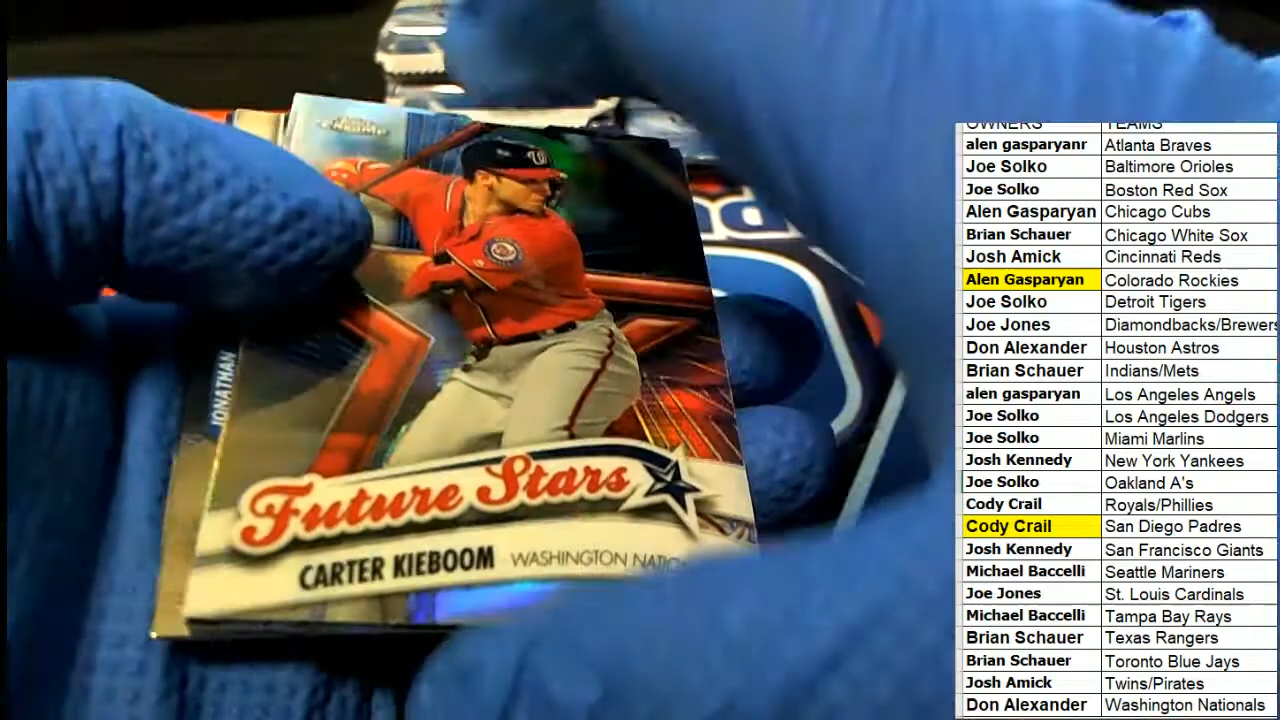 Future Stars
CARTER KIEBOOM WASHINGTON NATIO
JONATHAN
OWNERS TEAMS
alen gasparyanr Atlanta Braves
Joe Solko Baltimore Orioles
Joe Solko Boston Red Sox
Alen Gasparyan Chicago Cubs
Brian Schauer Chicago White Sox
Josh Amick Cincinnati Reds
Alen Gasparyan Colorado Rockies
Joe Solko Detroit Tigers
Joe Jones Diamondbacks/Brewer
Don Alexander Houston Astros
Brian Schauer Indians/Mets
alen gasparyan Los Angeles Angels
Joe Solko Los Angeles Dodgers
Joe Solko Miami Marlins
Josh Kennedy New York Yankees
Joe Solko Oakland A's
Cody Crail Royals/Phillies
Cody Crail San Diego Padres
Josh Kennedy San Francisco Giants
Michael Baccelli Seattle Mariners
Joe Jones St. Louis Cardinals
Michael Baccelli Tampa Bay Rays
Brian Schauer Texas Rangers
Brian Schauer Toronto Blue Jays
Josh Amick Twins/Pirates
Don Alexander Washington Nationals